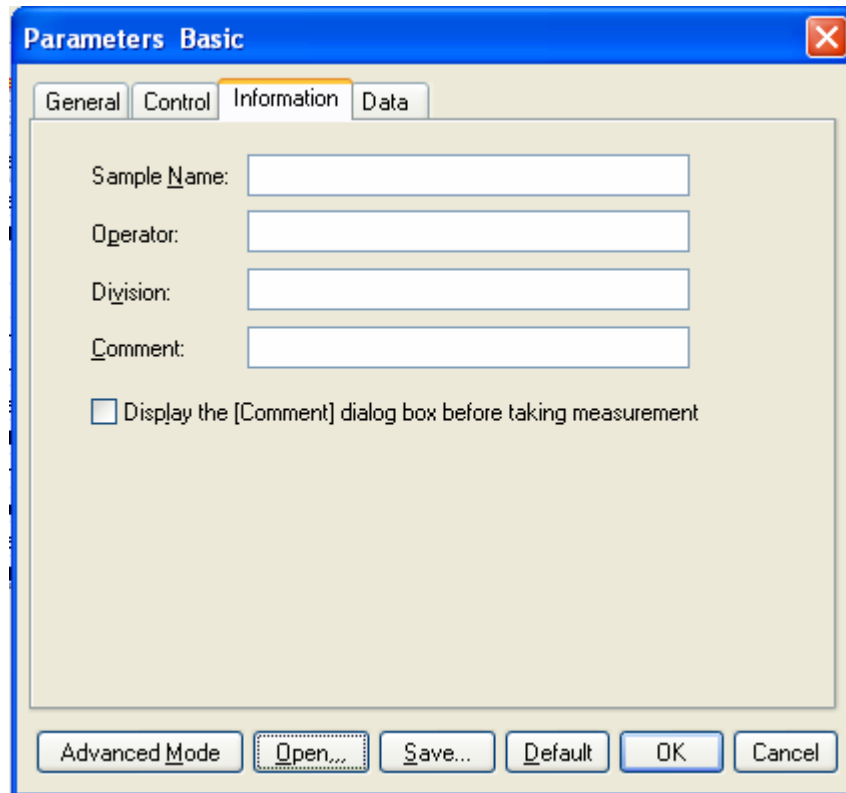 Parameters Basic
General Control Information Data
Sample Name:
Operator:
Division:
Comment:
Display the [Comment] dialog box before taking measurement
Advanced Mode Open,,, Save... Default OK Cancel